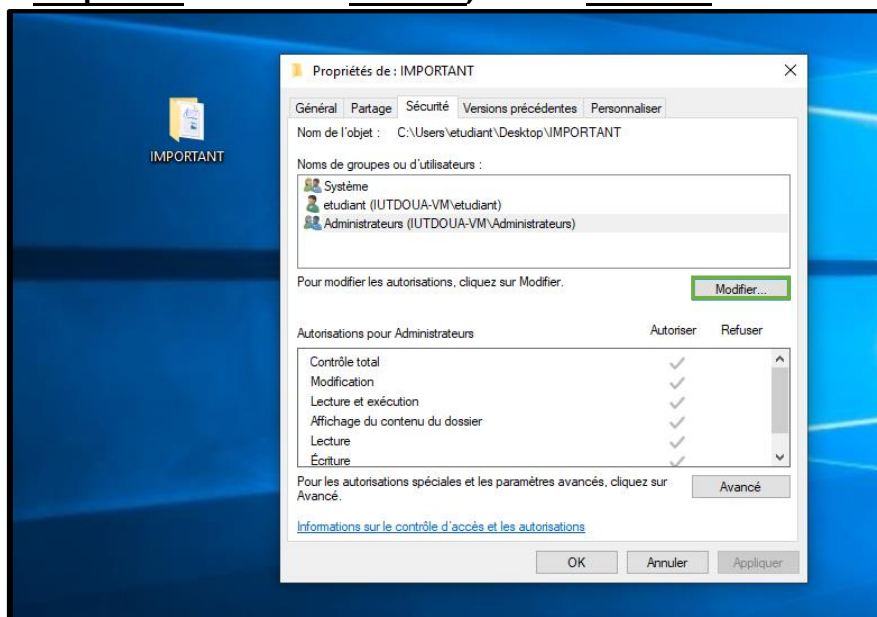 IMPORTANT
Propriétés de : IMPORTANT
Général Partage Sécurité Versions précédentes Personnaliser
Nom de l'objet : C:\Users\etudiant\Desktop\IMPORTANT
Noms de groupes ou d'utilisateurs :
Système
etudiant (IUTDOUA-VM\etudiant)
Administrateurs (IUTDOUA-VM\Administrateurs)
Pour modifier les autorisations, cliquez sur Modifier.
Modifier...
Autorisations pour Administrateurs Autoriser Refuser
Contrôle total
Modification
Lecture et exécution
Affichage du contenu du dossier
Lecture
Écriture
Pour les autorisations spéciales et les paramètres avancés, cliquez sur
Avancé.
Avancé
Informations sur le contrôle d'accès et les autorisations
OK Annuler Appliquer